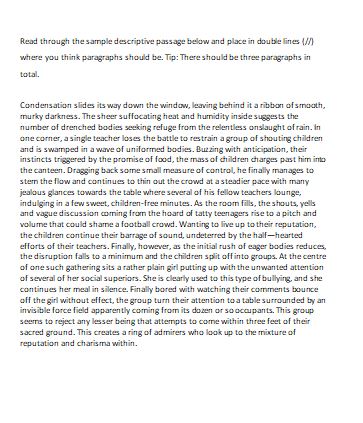 Read through the sample descriptive passage below and place in double lines (//)
where you think paragraphs should be. Tip: There should be three paragraphs in
total.
Condensation slides its way down the window, leaving behind it a ribbon of smooth,
murky darkness. The sheer suffocating heat and humidity inside suggests the
number of drenched bodies seeking refuge from the relentless onslaught of rain. In
one corner, a single teacher loses the battle to restrain a group of shouting children
and is swamped in a wave of uniformed bodies. Buzzing with anticipation, their
instincts triggered by the promise of food, the mass of children charges past him into
the canteen. Dragging back some small measure of control, he finally manages to
stem the flow and continues to thin out the crowd at a steadier pace with many
jealous glances towards the table where several of his fellow teachers lounge,
indulging in a few sweet, children-free minutes. As the room fills, the shouts, yells
and vague discussion coming from the hoard of tatty teenagers rise to a pitch and
volume that could shame a football crowd. Wanting to live up to their reputation,
the children continue their barrage of sound, undeterred by the half—hearted
efforts of their teachers. Finally, however, as the initial rush of eager bodies reduces,
the disruption falls to a minimum and the children split off into groups. At the centre
of one such gathering sits a rather plain girl putting up with the unwanted attention
of several of her social superiors. She is clearly used to this type of bullying, and she
continues her meal in silence. Finally bored with watching their comments bounce
off the girl without effect, the group turn their attention to a table surrounded by an
invisible force field apparently coming from its dozen or so occupants. This group
seems to reject any lesser being that attempts to come within three feet of their
sacred ground. This creates a ring of admirers who look up to the mixture of
reputation and charisma within.